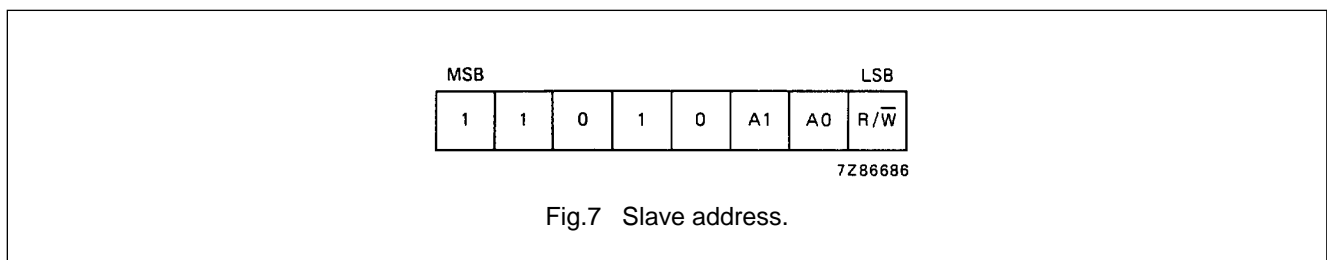 MSB LSB
1 1 0 1 0 A1 A0 R/W̅
7Z86686
Fig.7 Slave address.